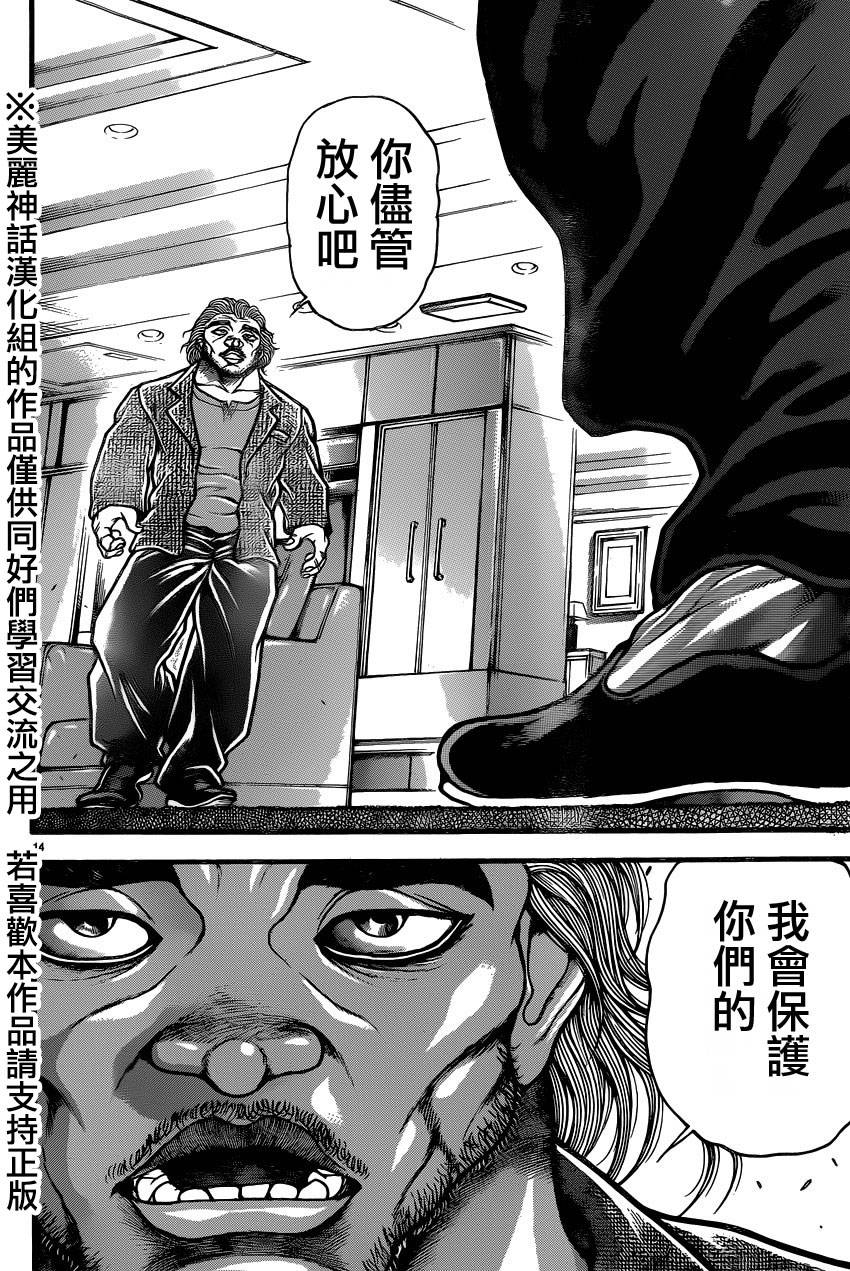 你儘管
放心吧
我會保護
你們的
14
※美麗神話漢化組的作品僅供同好們學習交流之用
若喜歡本作品請支持正版